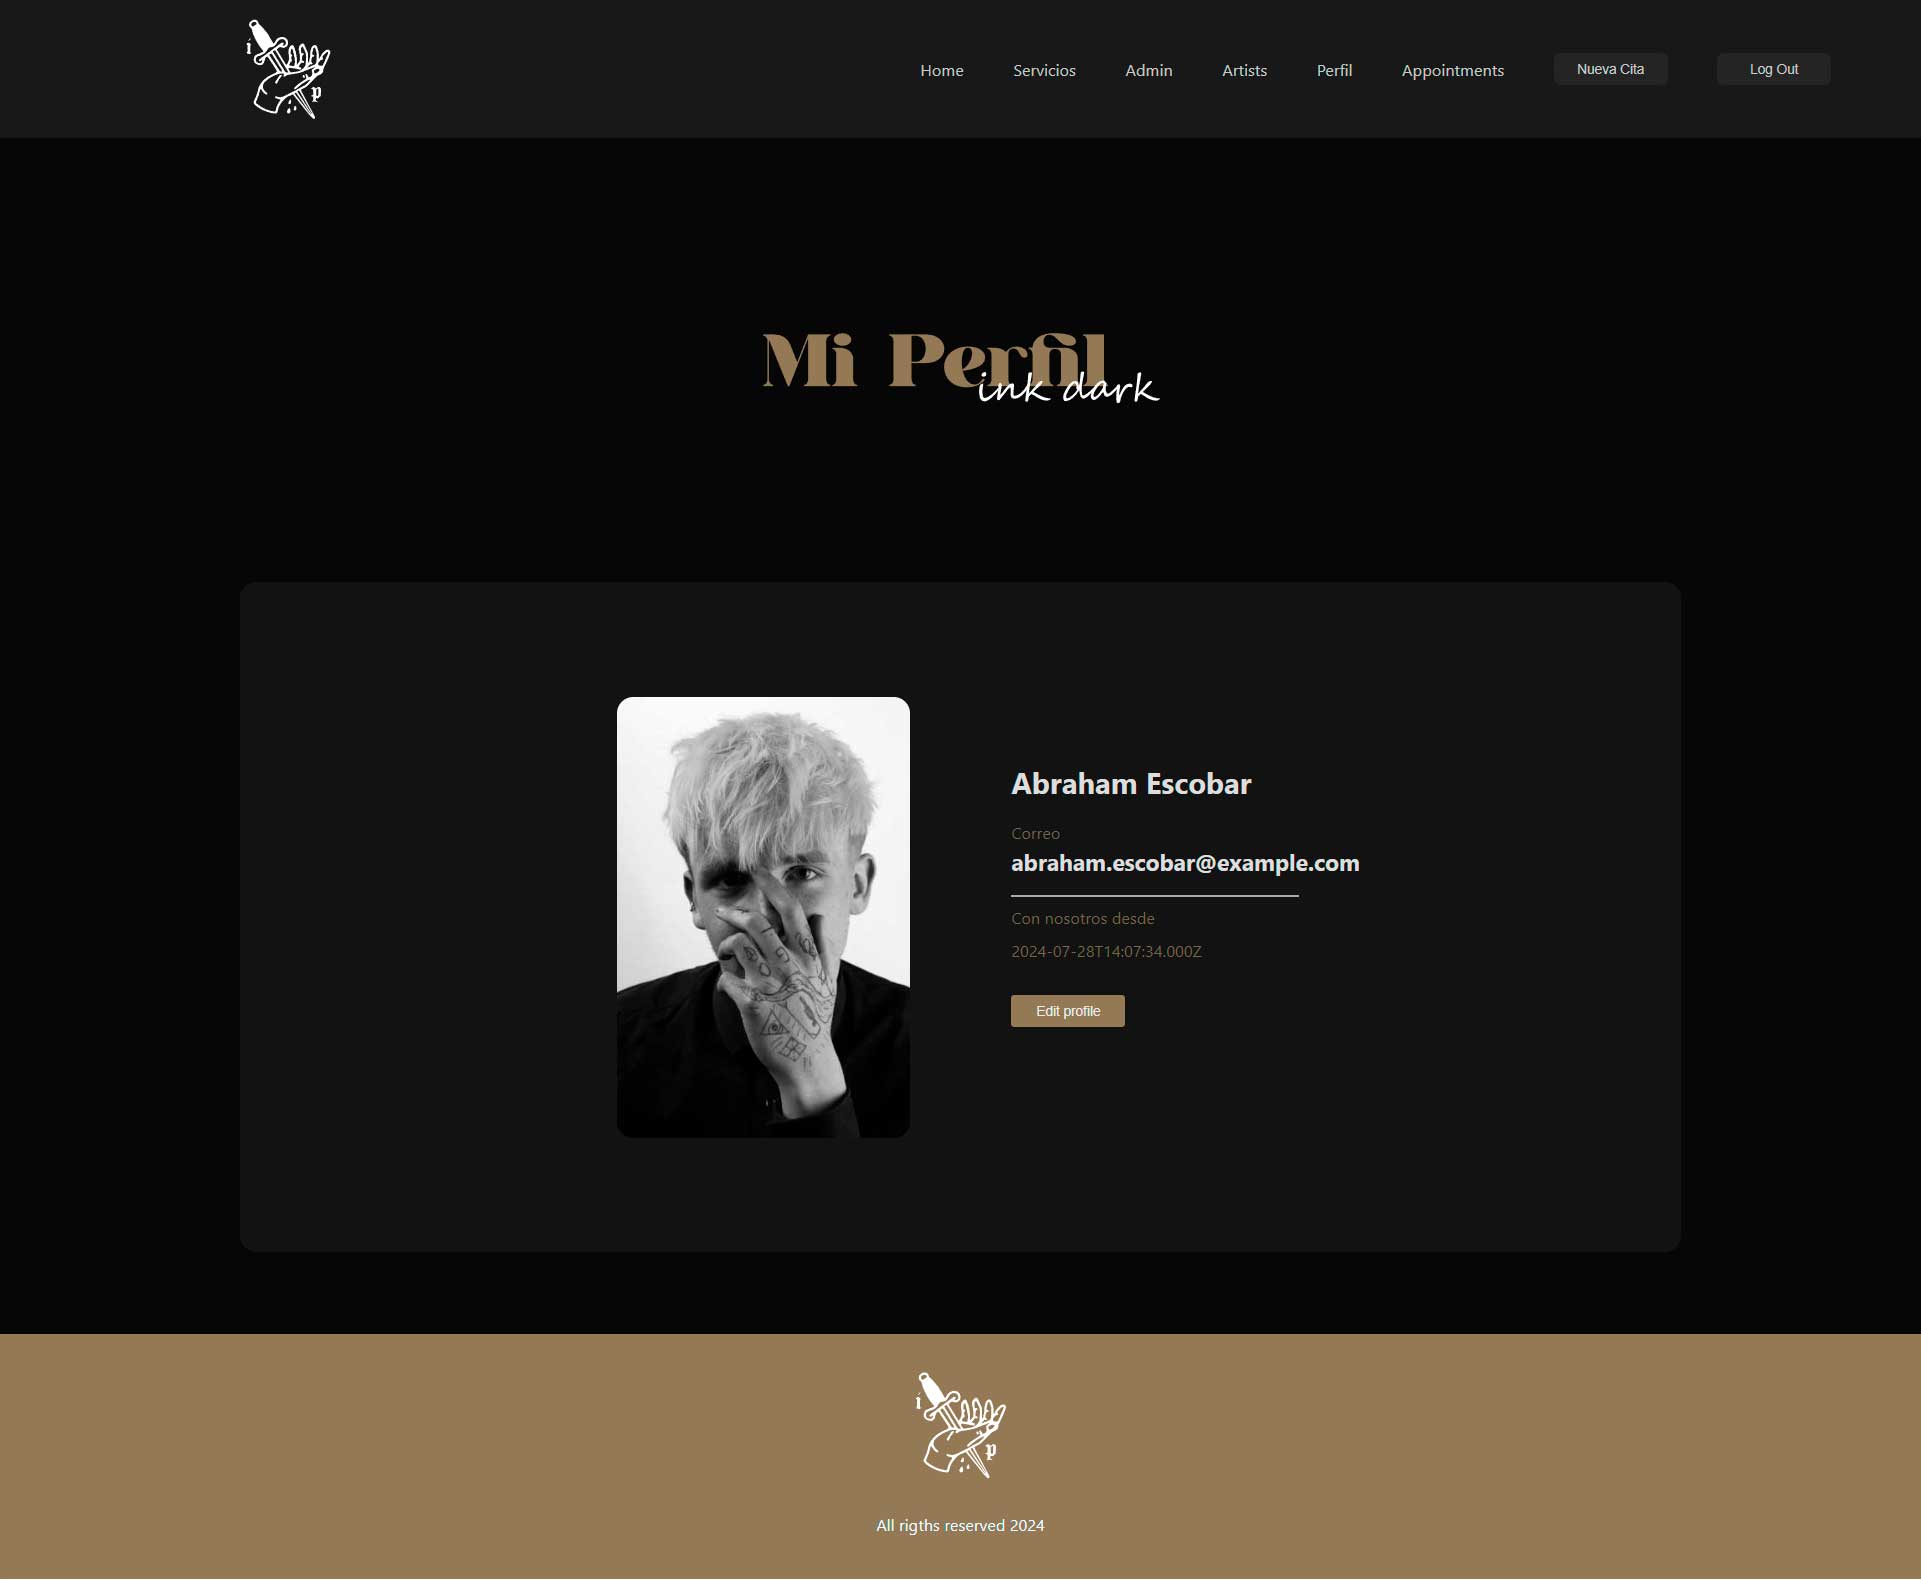 i
p
Home Servicios Admin Artists Perfil Appointments Nueva Cita Log Out
Mi Perfil
ink dark
Abraham Escobar
Correo
abraham.escobar@example.com
Con nosotros desde
2024-07-28T14:07:34.000Z
Edit profile
i
p
All rigths reserved 2024